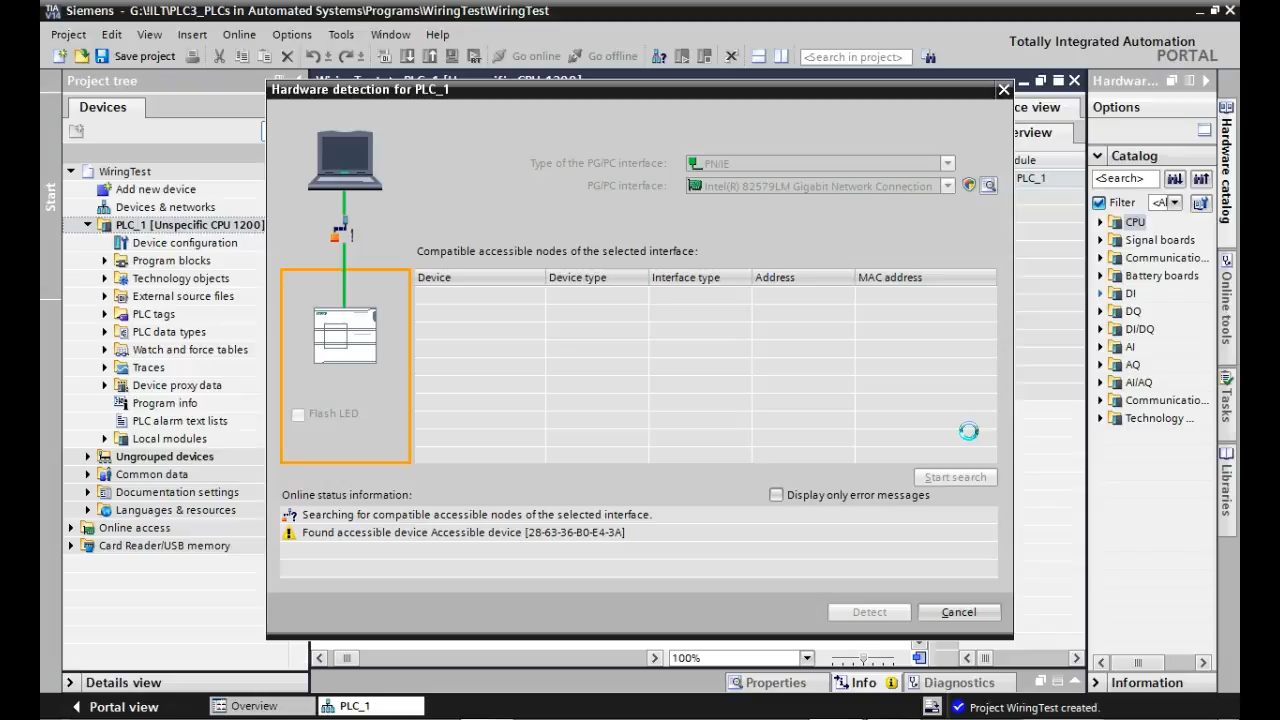 TIA V14 Siemens - G:\!ILT\PLC3_PLCs in Automated Systems\Programs\WiringTest\WiringTest
Project Edit View Insert Online Options Tools Window Help
Save project Go online Go offline <Search in project>
Totally Integrated Automation
PORTAL
Project tree
Devices
Start
WiringTest
Add new device
Devices & networks
PLC_1 [Unspecific CPU 1200]
Device configuration
Program blocks
Technology objects
External source files
PLC tags
PLC data types
Watch and force tables
Traces
Device proxy data
Program info
PLC alarm text lists
Local modules
Ungrouped devices
Common data
Documentation settings
Languages & resources
Online access
Card Reader/USB memory
Details view
Hardware detection for PLC_1
Type of the PG/PC interface: PN/IE
PG/PC interface: Intel(R) 82579LM Gigabit Network Connection
Compatible accessible nodes of the selected interface:
Device Device type Interface type Address MAC address
Flash LED
Start search
Online status information: Display only error messages
Searching for compatible accessible nodes of the selected interface.
Found accessible device Accessible device [28-63-36-B0-E4-3A]
Detect Cancel
ce view
erview
dule
PLC_1
100%
Properties Info Diagnostics
Hardwar...
Options
Catalog
<Search>
Filter <Al
CPU
Signal boards
Communicatio...
Battery boards
DI
DQ
DI/DQ
AI
AQ
AI/AQ
Communicatio...
Technology ...
Information
Hardware catalog
Online tools
Tasks
Libraries
Portal view Overview PLC_1 Project WiringTest created.